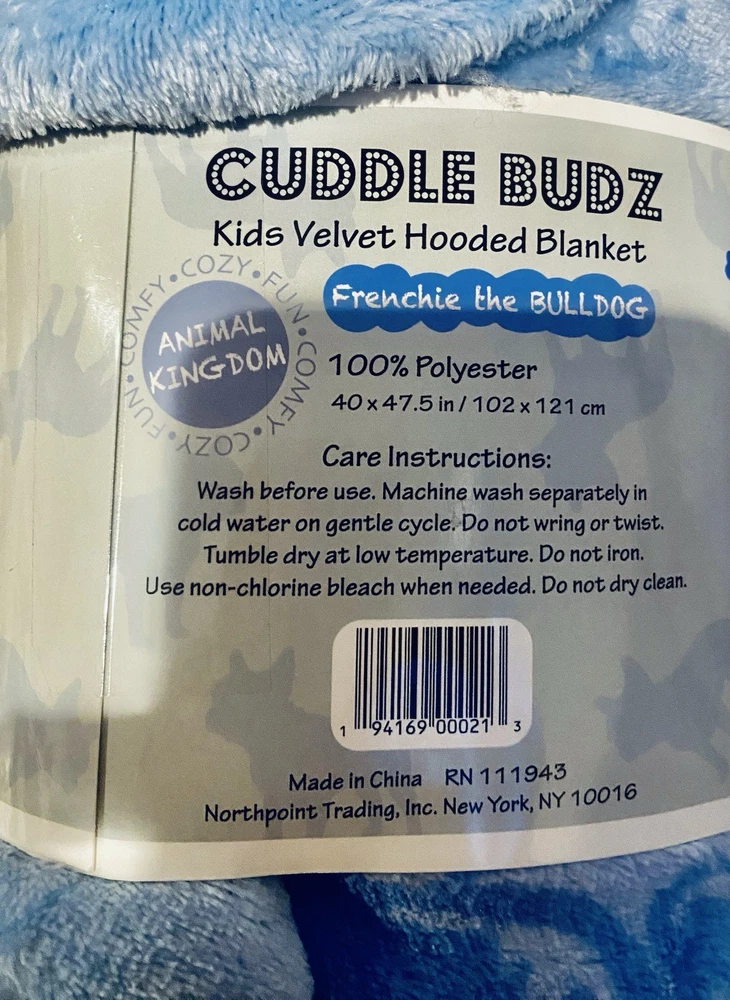 CUDDLE BUDZ
Kids Velvet Hooded Blanket
COMFY • COZY • FUN • COMFY • COZY • FUN •
ANIMAL
KINGDOM
Frenchie the BULLDOG
100% Polyester
40 x 47.5 in / 102 x 121 cm
Care Instructions:
Wash before use. Machine wash separately in
cold water on gentle cycle. Do not wring or twist.
Tumble dry at low temperature. Do not iron.
Use non-chlorine bleach when needed. Do not dry clean.
1 94169 00021 3
Made in China RN 111943
Northpoint Trading, Inc. New York, NY 10016